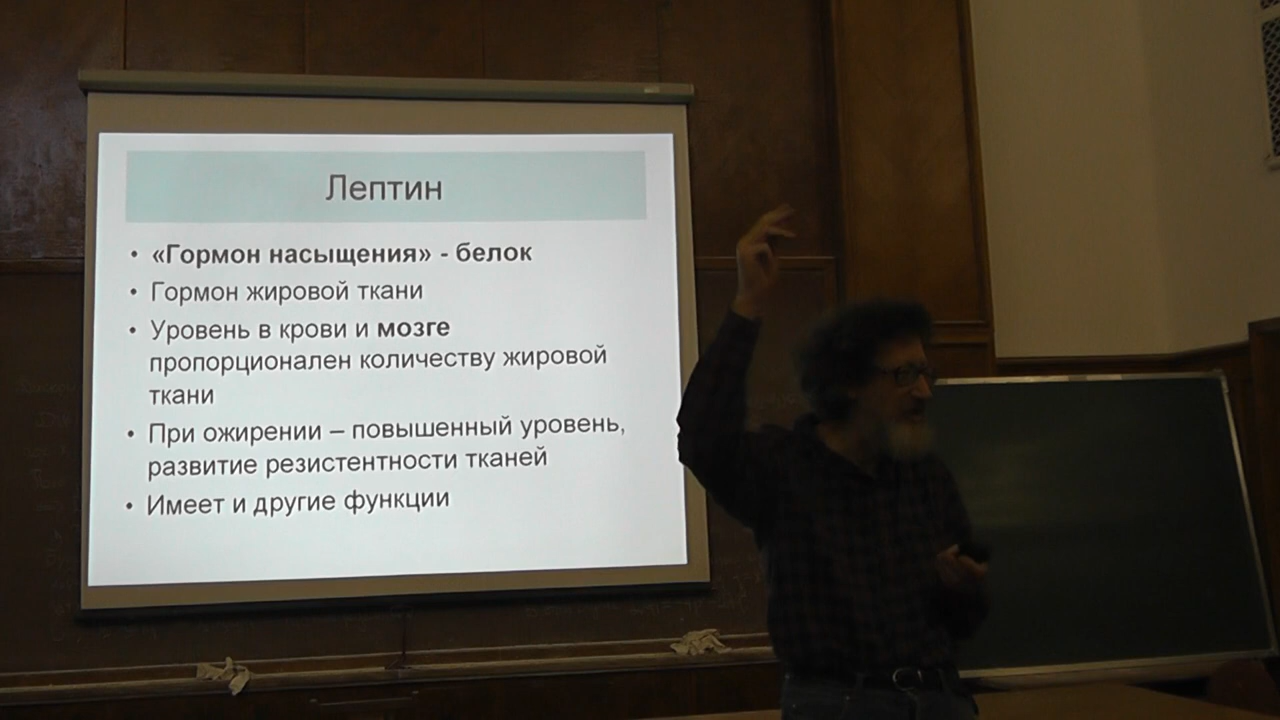 Лептин
• «Гормон насыщения» - белок
• Гормон жировой ткани
• Уровень в крови и мозге
пропорционален количеству жировой
ткани
• При ожирении – повышенный уровень,
развитие резистентности тканей
• Имеет и другие функции